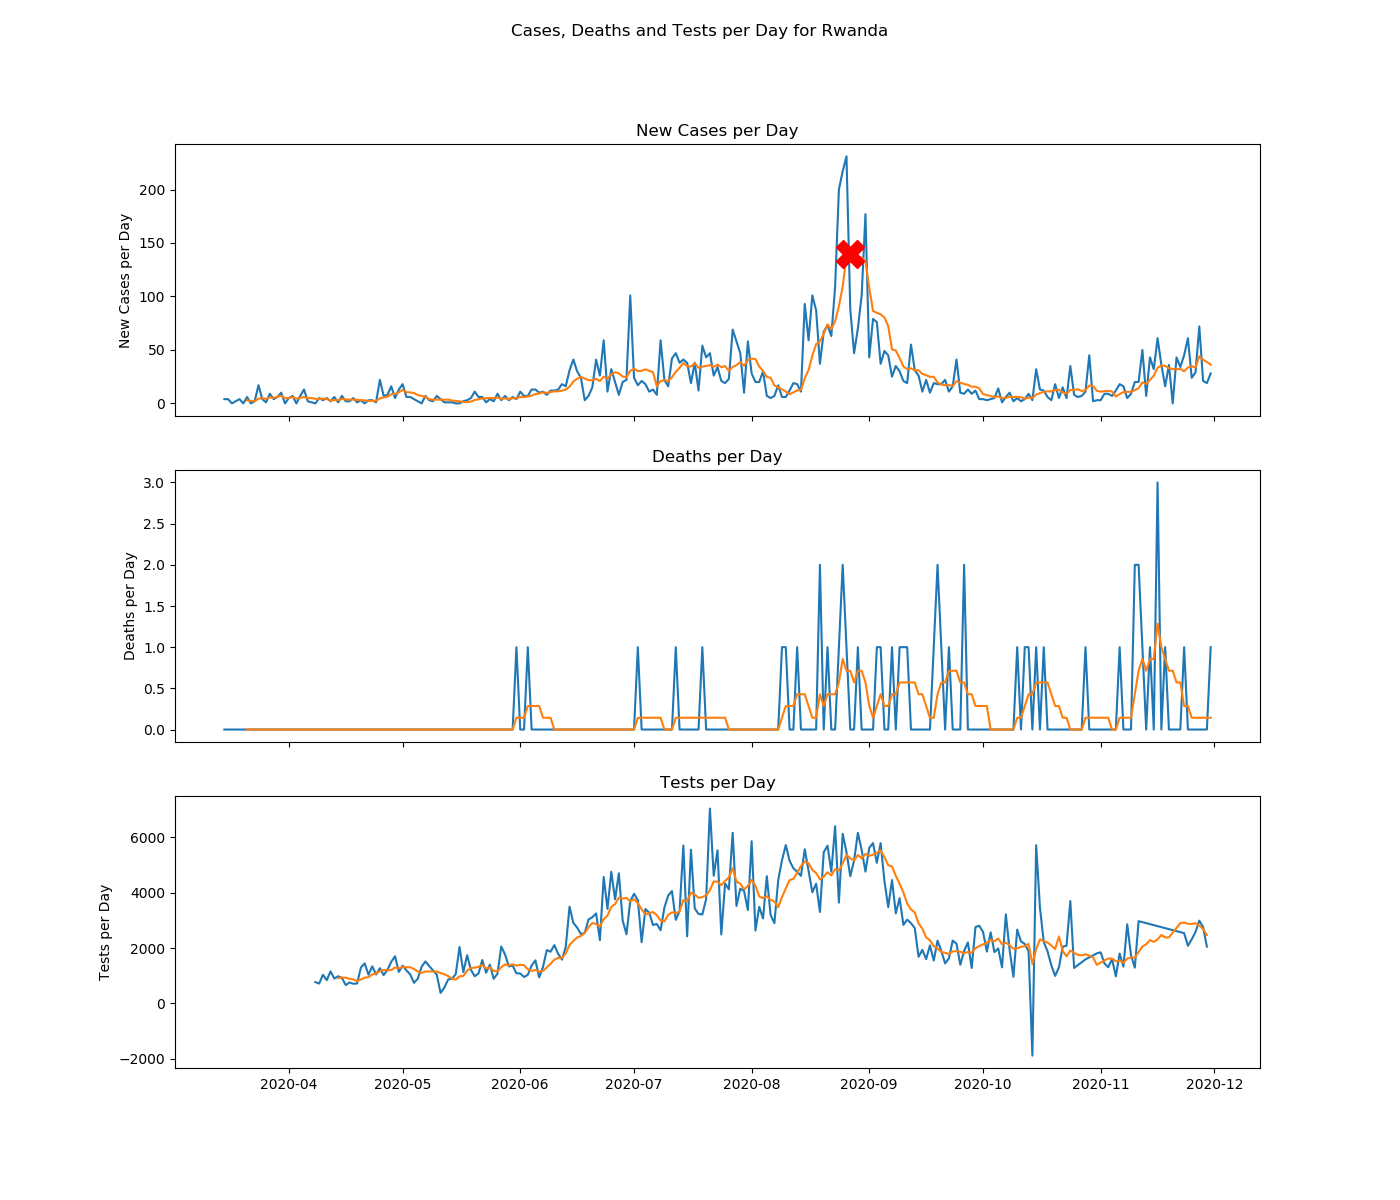 Cases, Deaths and Tests per Day for Rwanda
New Cases per Day
New Cases per Day
200
150
100
50
0
Deaths per Day
Deaths per Day
3.0
2.5
2.0
1.5
1.0
0.5
0.0
Tests per Day
Tests per Day
6000
4000
2000
0
−2000
2020-04 2020-05 2020-06 2020-07 2020-08 2020-09 2020-10 2020-11 2020-12